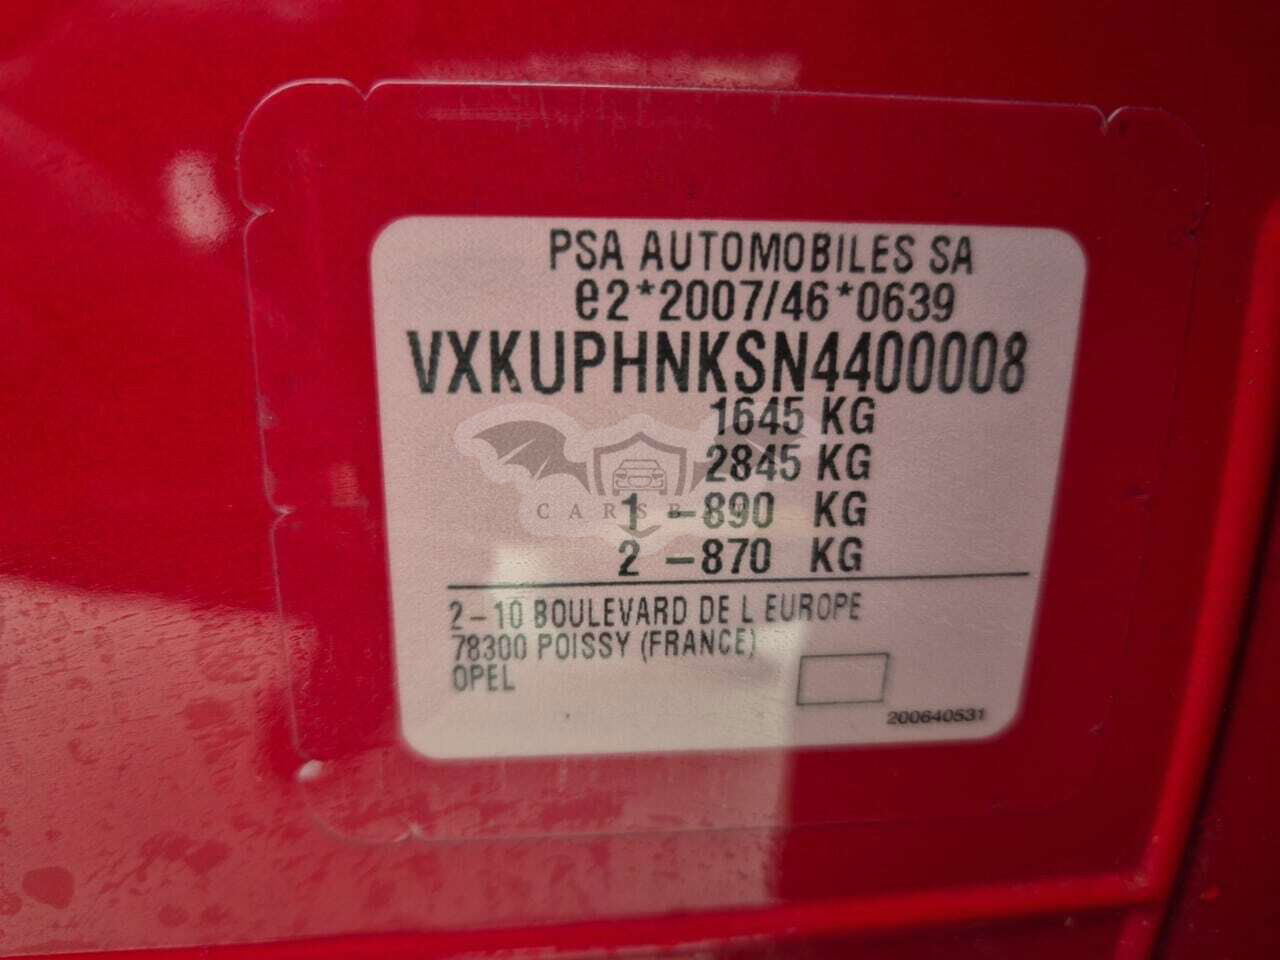 PSA AUTOMOBILES SA
e2*2007/46*0639
VXKUPHNKSN4400008
1645 KG
2845 KG
1 -890 KG
2 -870 KG
CARSBAT
2-10 BOULEVARD DE L EUROPE
78300 POISSY (FRANCE)
OPEL
200640531